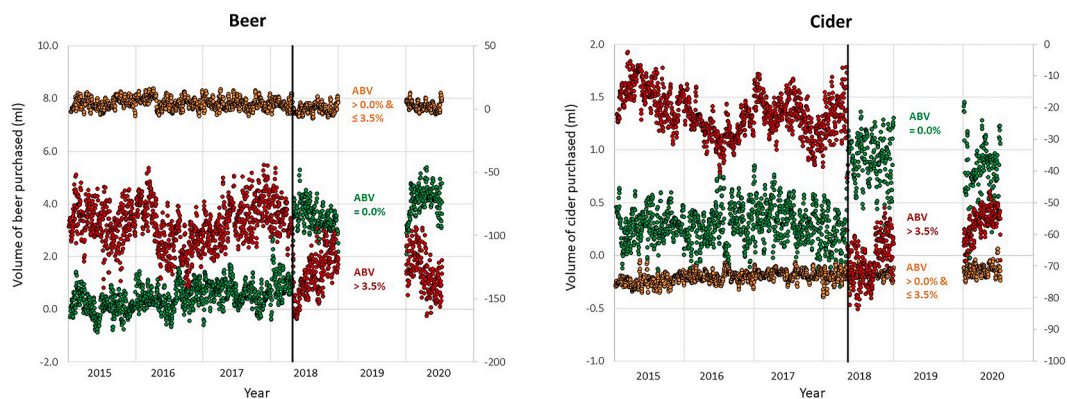 Beer
10.0
8.0
6.0
4.0
2.0
0.0
-2.0
50
0
-50
-100
-150
-200
Volume of beer purchased (ml)
ABV
> 0.0% &
≤ 3.5%
ABV
= 0.0%
ABV
> 3.5%
2015 2016 2017 2018 2019 2020
Year
Cider
2.0
1.5
1.0
0.5
0.0
-0.5
-1.0
0
-10
-20
-30
-40
-50
-60
-70
-80
-90
-100
Volume of cider purchased (ml)
ABV
= 0.0%
ABV
> 3.5%
ABV
> 0.0% &
≤ 3.5%
2015 2016 2017 2018 2019 2020
Year